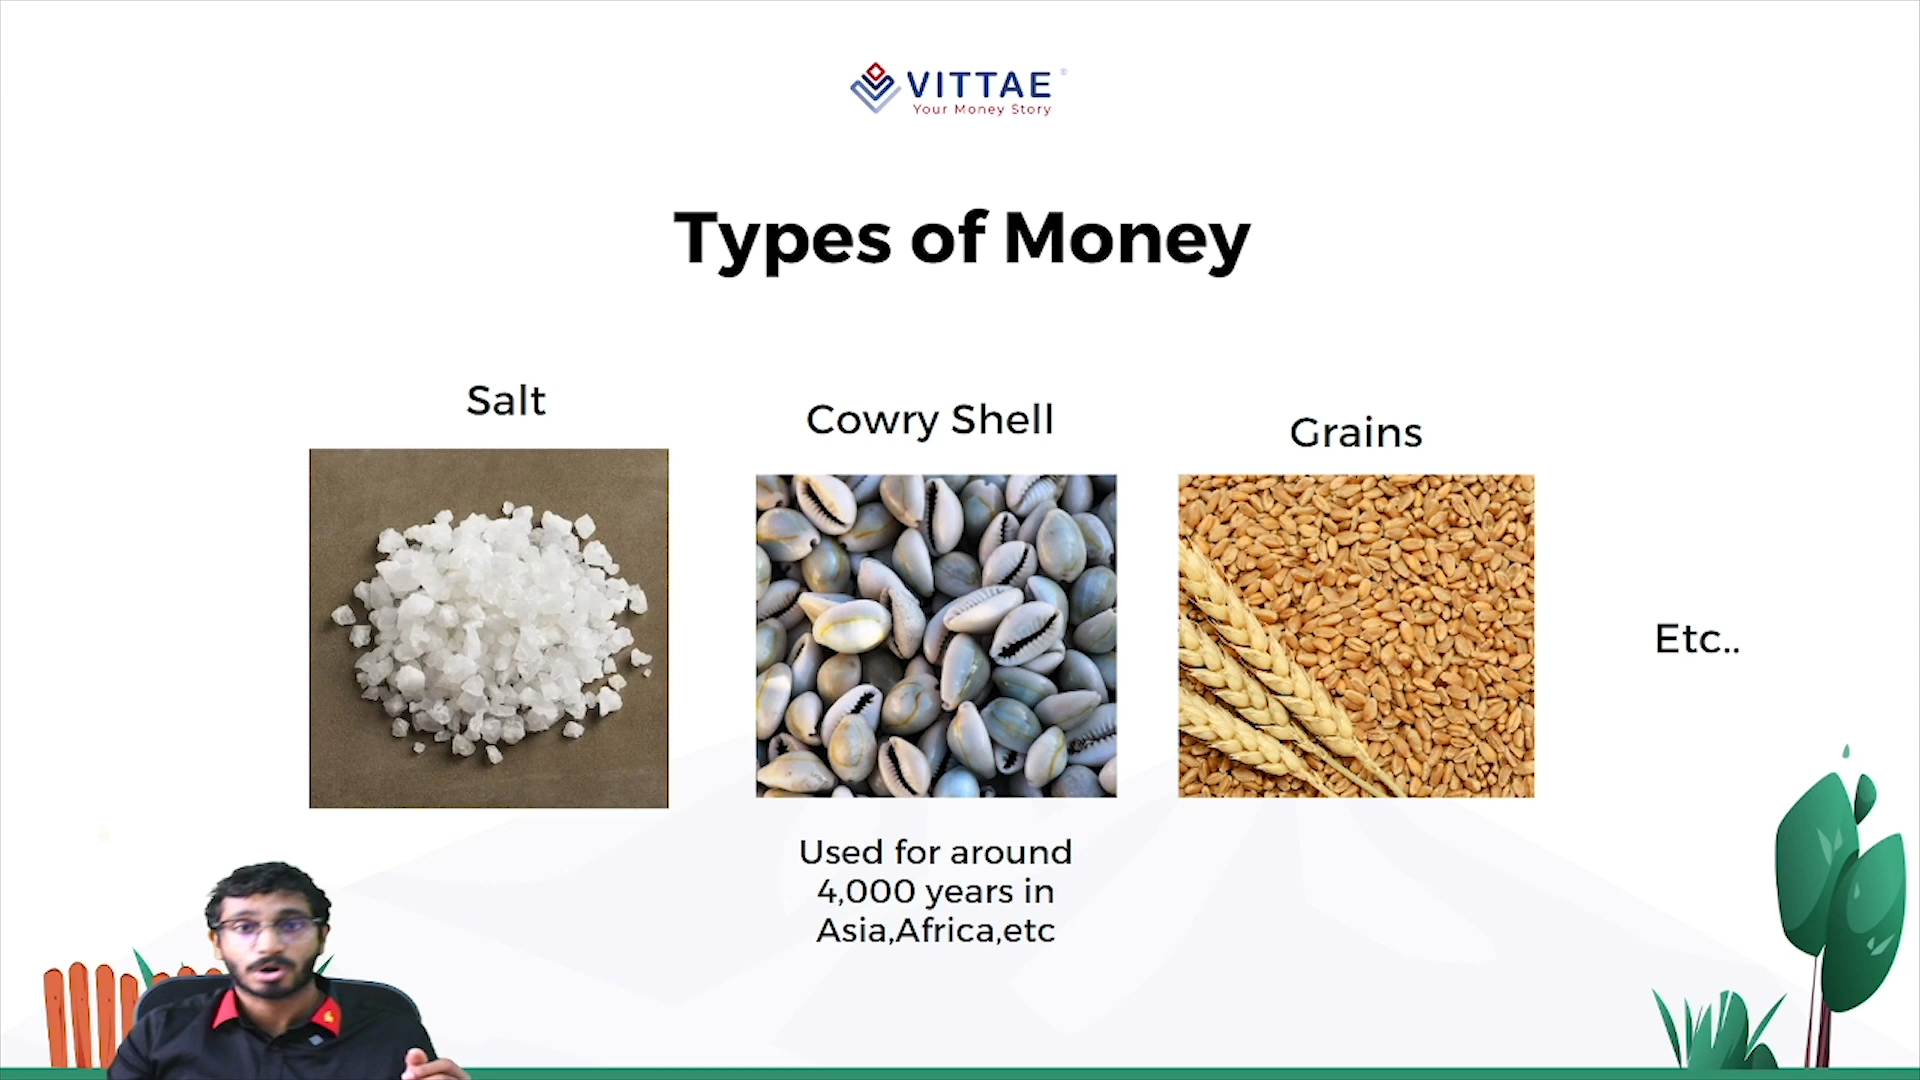 VITTAE
Your Money Story
Types of Money
Salt
Cowry Shell
Grains
Etc..
Used for around
4,000 years in
Asia,Africa,etc